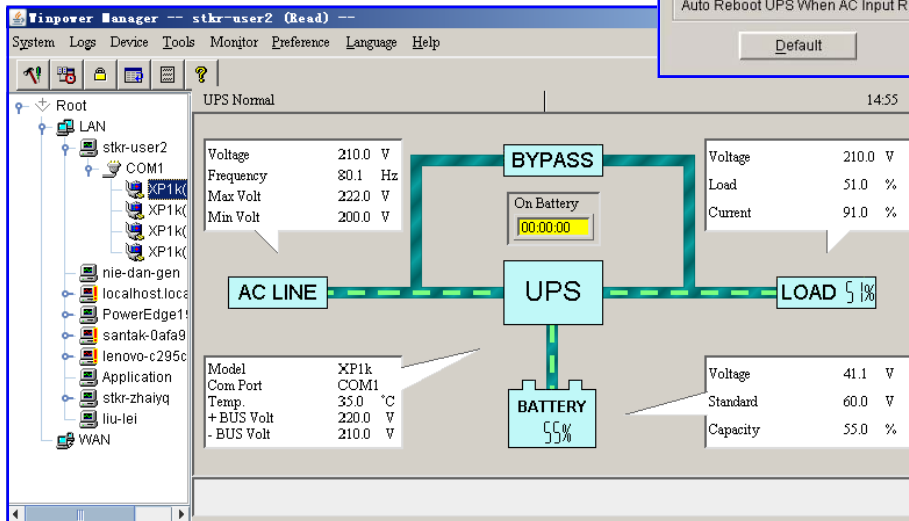 Auto Reboot UPS When AC Input R
Default
Winpower Manager -- stkr-user2 (Read) --
System Logs Device Tools Monitor Preference Language Help
UPS Normal 14:55
Root
LAN
stkr-user2
COM1
XP1k(
XP1k(
XP1k(
XP1k(
nie-dan-gen
localhost.loca
PowerEdge1
santak-0afa9
lenovo-c295c
Application
stkr-zhaiyq
liu-lei
WAN
Voltage 210.0 V
Frequency 80.1 Hz
Max Volt 222.0 V
Min Volt 200.0 V
BYPASS
On Battery
00:00:00
Voltage 210.0 V
Load 51.0 %
Current 91.0 %
AC LINE
UPS
LOAD 51%
Model XP1k
Com Port COM1
Temp. 35.0 °C
+ BUS Volt 220.0 V
- BUS Volt 210.0 V
BATTERY
55%
Voltage 41.1 V
Standard 60.0 V
Capacity 55.0 %